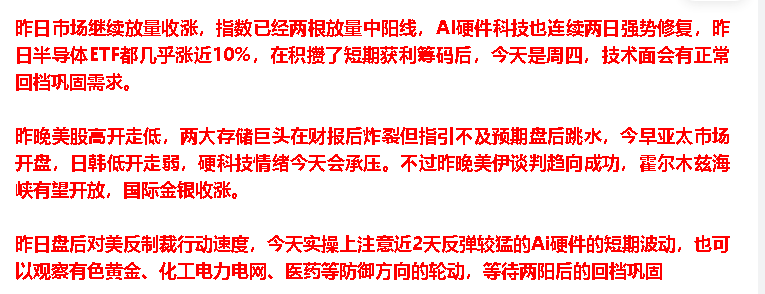 昨日市场继续放量收涨，指数已经两根放量中阳线，AI硬件科技也连续两日强势修复，昨
日半导体ETF都几乎涨近10%，在积攒了短期获利筹码后，今天是周四，技术面会有正常
回档巩固需求。
昨晚美股高开走低，两大存储巨头在财报后炸裂但指引不及预期盘后跳水，今早亚太市场
开盘，日韩低开走弱，硬科技情绪今天会承压。不过昨晚美伊谈判趋向成功，霍尔木兹海
峡有望开放，国际金银收涨。
昨日盘后对美反制裁行动速度，今天实操上注意近2天反弹较猛的Ai硬件的短期波动，也可
以观察有色黄金、化工电力电网、医药等防御方向的轮动，等待两阳后的回档巩固